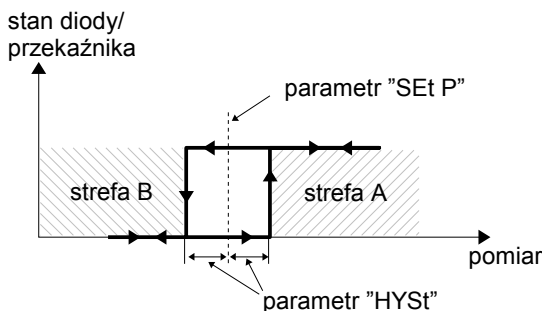 stan diody/
przekaźnika
parametr ”SEt P”
strefa B
strefa A
pomiar
parametr ”HYSt”